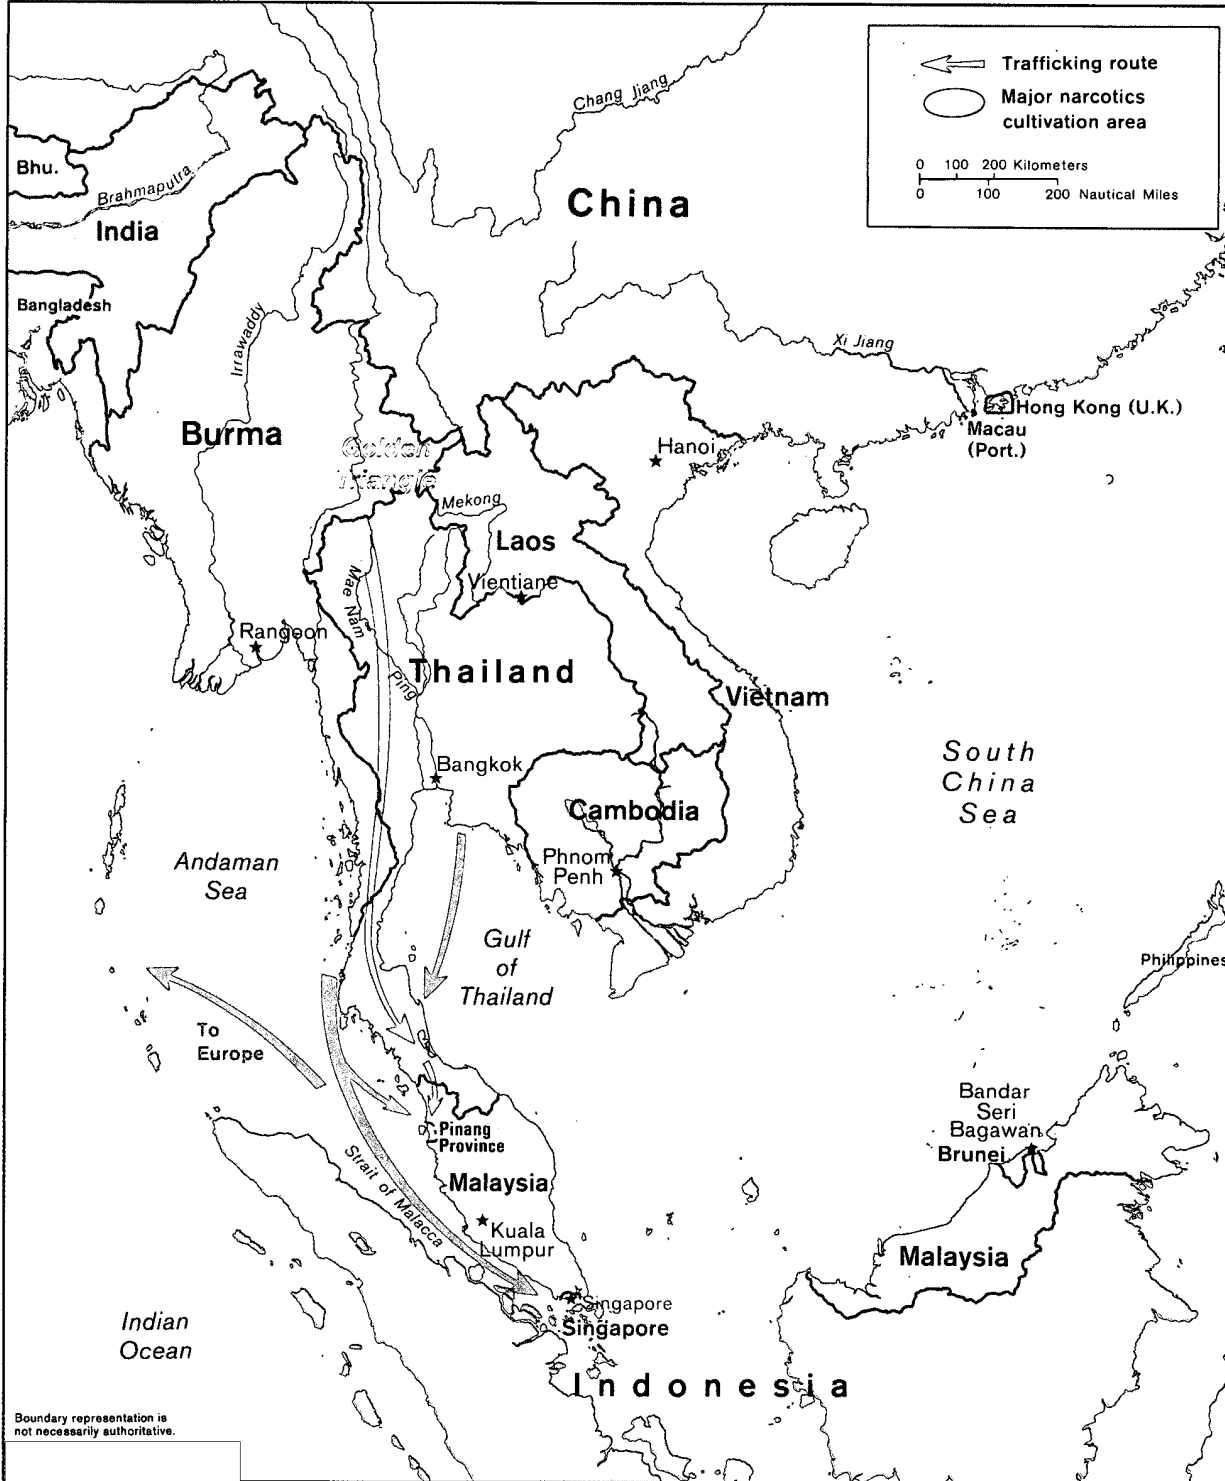 Trafficking route
Major narcotics
cultivation area
0 100 200 Kilometers
0 100 200 Nautical Miles
Chang Jiang
Bhu.
Brahmaputra
China
India
Bangladesh
Irrawaddy
Xi Jiang
Hong Kong (U.K.)
Macau
(Port.)
Burma
Golden
Triangle
Hanoi
Mekong
Laos
Mae Nam
Ping
Vientiane
Rangoon
Thailand
Vietnam
South
China
Sea
Bangkok
Cambodia
Phnom
Penh
Andaman
Sea
Gulf
of
Thailand
Philippines
To
Europe
Bandar
Seri
Bagawan
Brunei
Pinang
Province
Strait of Malacca
Malaysia
Kuala
Lumpur
Malaysia
Singapore
Singapore
Indian
Ocean
Indonesia
Boundary representation is
not necessarily authoritative.